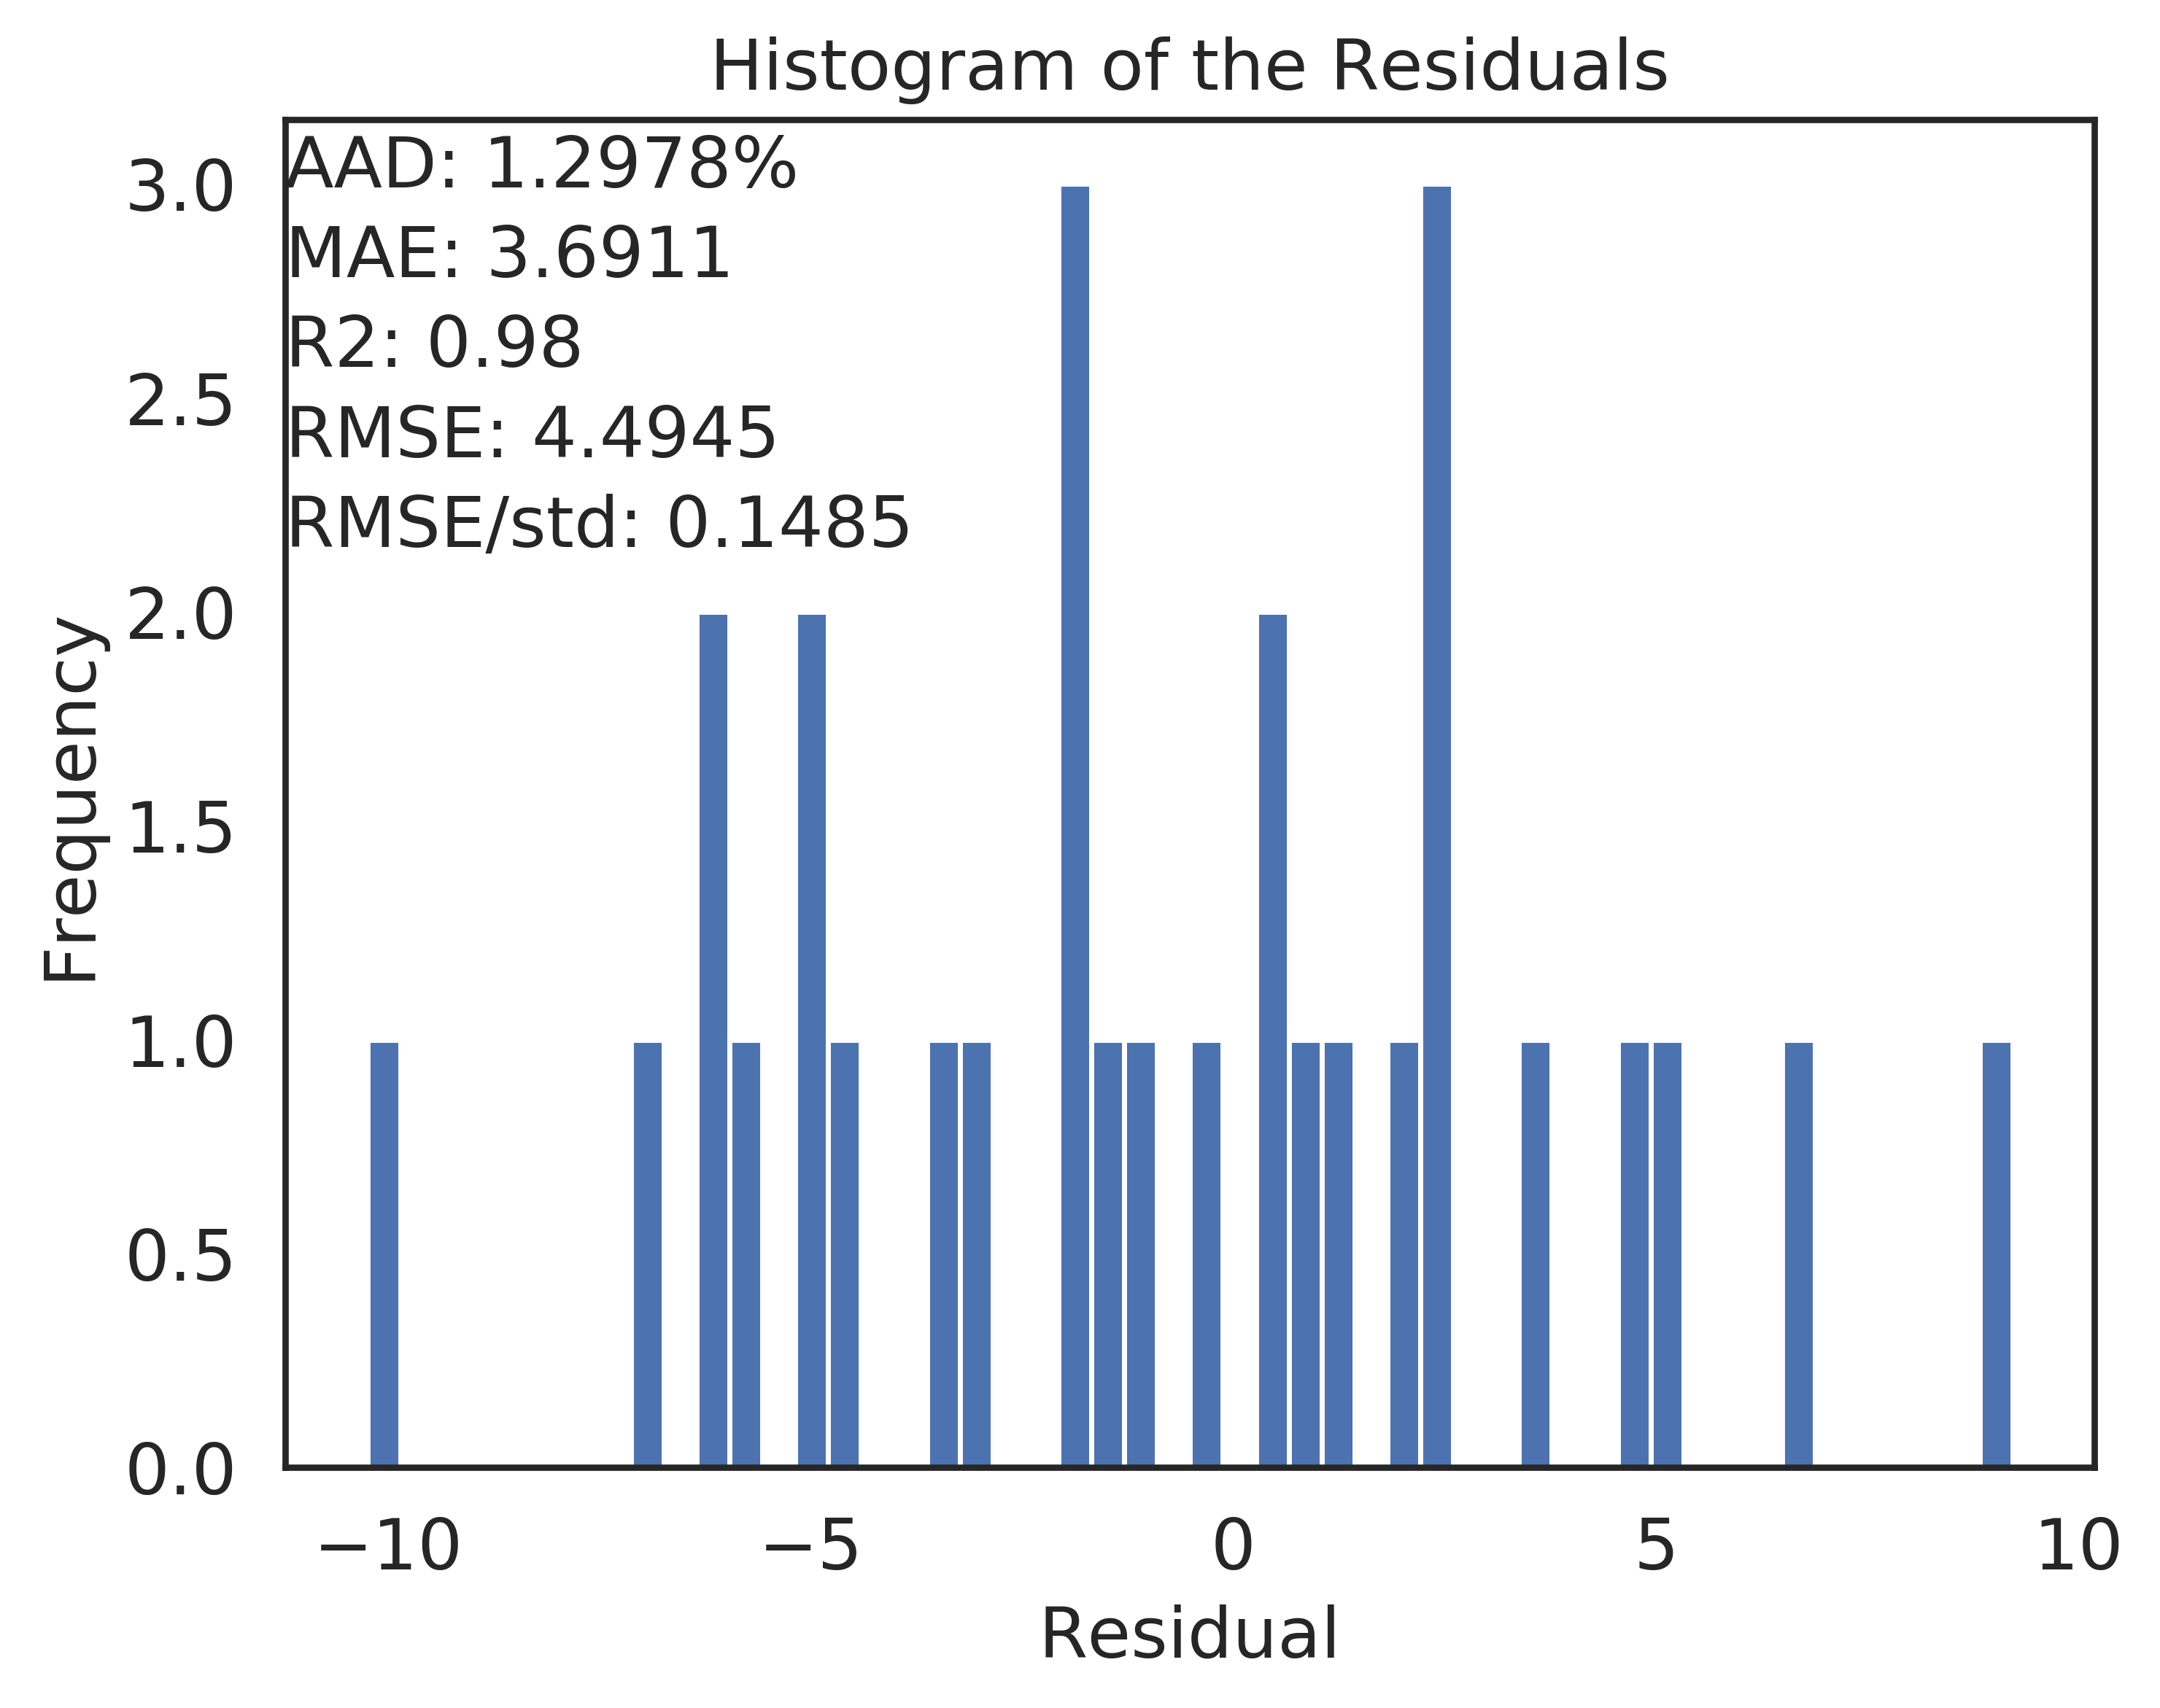 Histogram of the Residuals
AAD: 1.2978%
MAE: 3.6911
R2: 0.98
RMSE: 4.4945
RMSE/std: 0.1485
Frequency
3.0
2.5
2.0
1.5
1.0
0.5
0.0
−10 −5 0 5 10
Residual